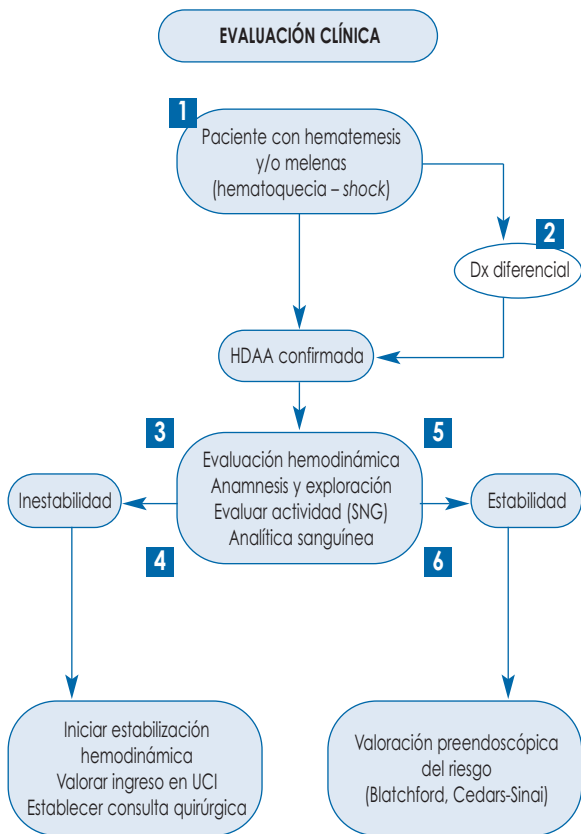 EVALUACIÓN CLÍNICA
1
Paciente con hematemesis
y/o melenas
(hematoquecia – shock)
2
Dx diferencial
HDAA confirmada
3
5
Evaluación hemodinámica
Anamnesis y exploración
Evaluar actividad (SNG)
Analítica sanguínea
Inestabilidad
Estabilidad
4
6
Iniciar estabilización
hemodinámica
Valorar ingreso en UCI
Establecer consulta quirúrgica
Valoración preendoscópica
del riesgo
(Blatchford, Cedars-Sinai)